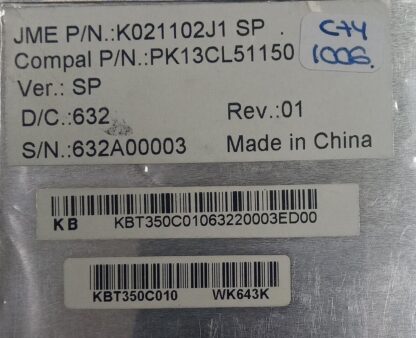 JME P/N.:K021102J1 SP .
Compal P/N.:PK13CL51150
Ver.: SP
D/C.:632 Rev.:01
S/N.:632A00003 Made in China
C74
1006.
KB KBT350C01063220003ED00
KBT350C010 WK643K